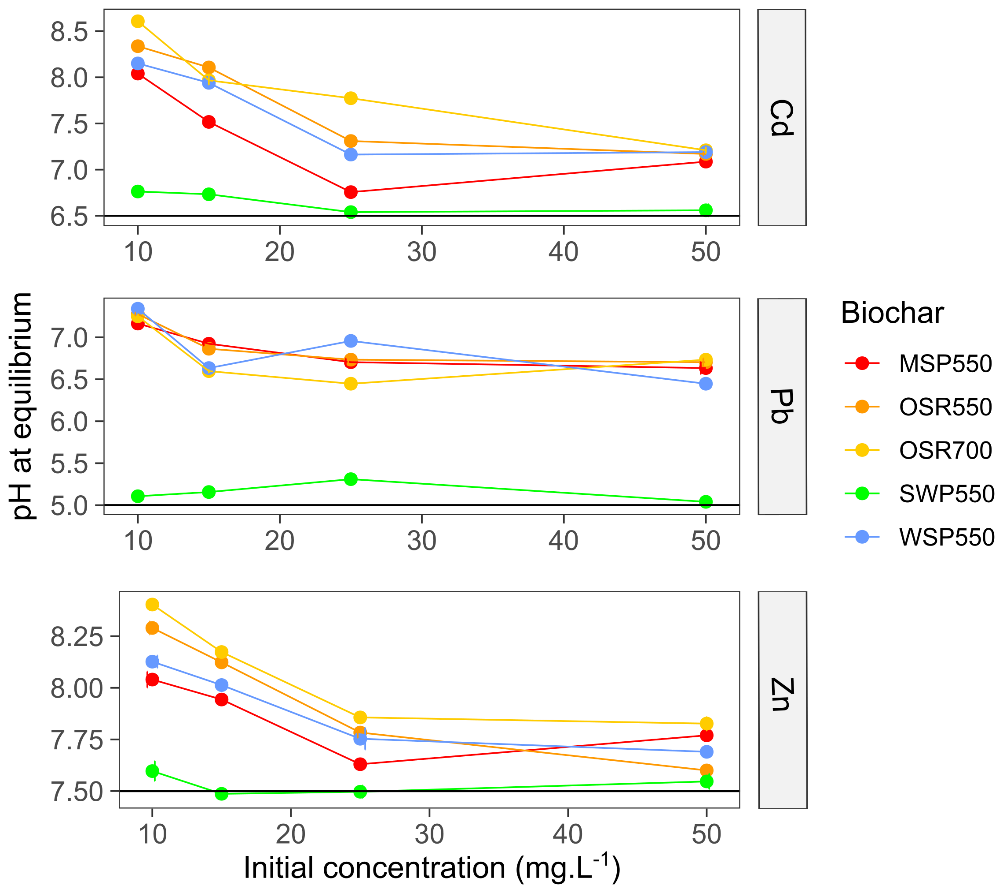 8.5
8.0
7.5
7.0
6.5
10 20 30 40 50
Cd
7.0
6.5
6.0
5.5
5.0
10 20 30 40 50
Pb
8.25
8.00
7.75
7.50
10 20 30 40 50
Zn
pH at equilibrium
Initial concentration (mg.L⁻¹)
Biochar
MSP550
OSR550
OSR700
SWP550
WSP550